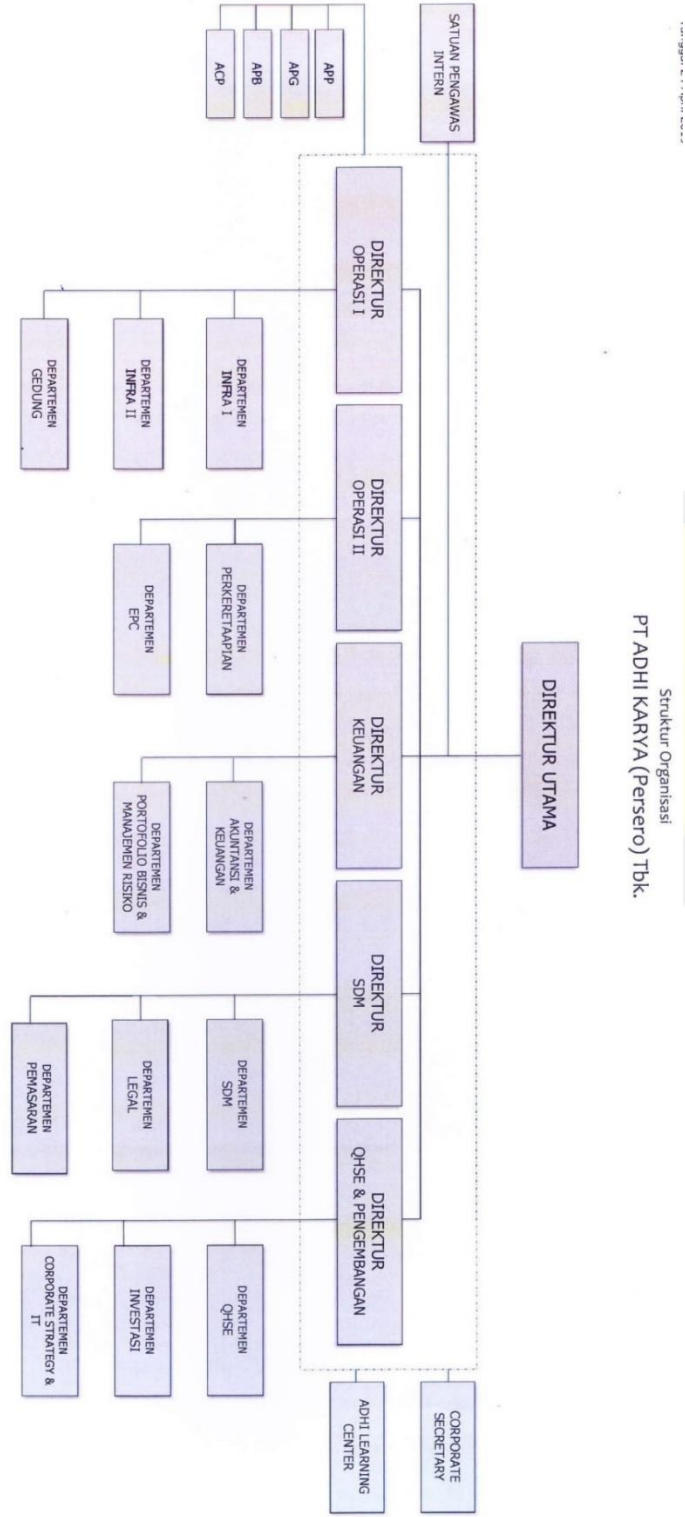 Struktur Organisasi
PT ADHI KARYA (Persero) Tbk.
DIREKTUR UTAMA
SATUAN PENGAWAS
INTERN
CORPORATE
SECRETARY
ADHI LEARNING
CENTER
DIREKTUR
OPERASI I
DIREKTUR
OPERASI II
DIREKTUR
KEUANGAN
DIREKTUR
SDM
DIREKTUR
QHSE & PENGEMBANGAN
APP
APG
APB
ACP
DEPARTEMEN
INFRA I
DEPARTEMEN
INFRA II
DEPARTEMEN
GEDUNG
DEPARTEMEN
PERKERETAAPIAN
DEPARTEMEN
EPC
DEPARTEMEN
AKUNTANSI &
KEUANGAN
DEPARTEMEN
PORTOFOLIO BISNIS &
MANAJEMEN RISIKO
DEPARTEMEN
SDM
DEPARTEMEN
LEGAL
DEPARTEMEN
PEMASARAN
DEPARTEMEN
QHSE
DEPARTEMEN
INVESTASI
DEPARTEMEN
CORPORATE STRATEGY &
IT